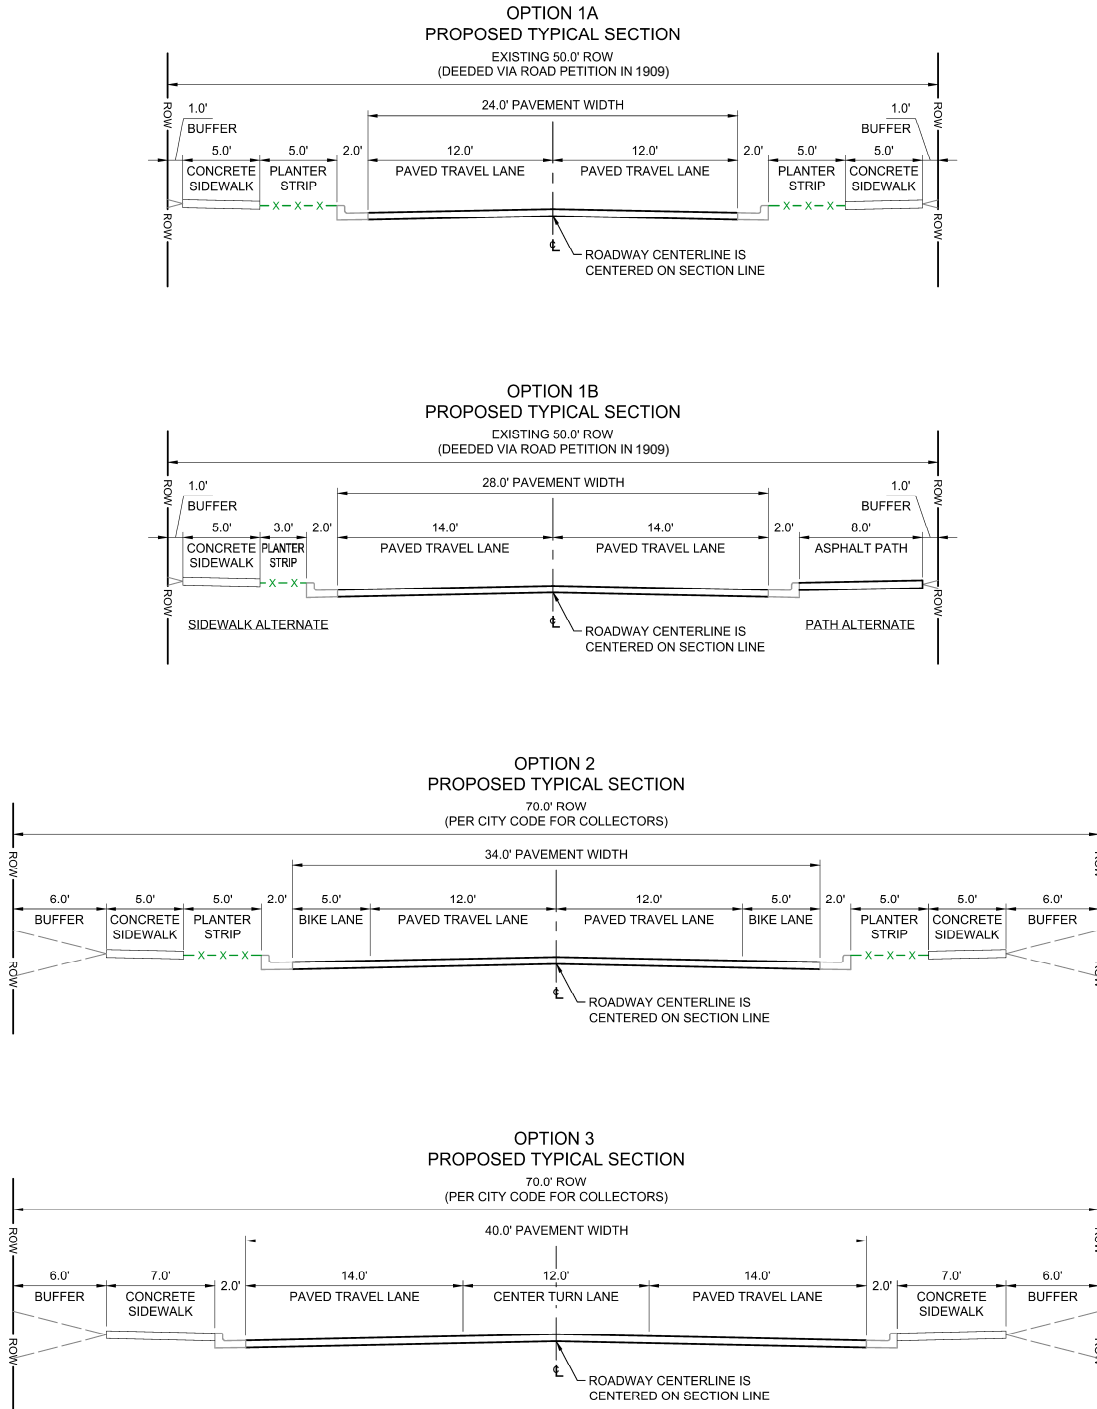 OPTION 1A
PROPOSED TYPICAL SECTION
EXISTING 50.0' ROW
(DEEDED VIA ROAD PETITION IN 1909)
ROW
ROW
24.0' PAVEMENT WIDTH
1.0'
BUFFER
1.0'
BUFFER
5.0' 5.0' 2.0' 12.0' 12.0' 2.0' 5.0' 5.0'
CONCRETE PLANTER PAVED TRAVEL LANE PAVED TRAVEL LANE PLANTER CONCRETE
SIDEWALK STRIP STRIP SIDEWALK
X X X X X X
ROW
ROW
℄
ROADWAY CENTERLINE IS
CENTERED ON SECTION LINE
OPTION 1B
PROPOSED TYPICAL SECTION
EXISTING 50.0' ROW
(DEEDED VIA ROAD PETITION IN 1909)
ROW
ROW
28.0' PAVEMENT WIDTH
1.0'
BUFFER
1.0'
BUFFER
5.0' 3.0' 2.0' 14.0' 14.0' 2.0' 8.0'
CONCRETE PLANTER PAVED TRAVEL LANE PAVED TRAVEL LANE ASPHALT PATH
SIDEWALK STRIP
X X
ROW
ROW
SIDEWALK ALTERNATE
PATH ALTERNATE
℄
ROADWAY CENTERLINE IS
CENTERED ON SECTION LINE
OPTION 2
PROPOSED TYPICAL SECTION
70.0' ROW
(PER CITY CODE FOR COLLECTORS)
ROW
34.0' PAVEMENT WIDTH
6.0' 5.0' 5.0' 2.0' 5.0' 12.0' 12.0' 5.0' 2.0' 5.0' 5.0' 6.0'
BUFFER CONCRETE PLANTER BIKE LANE PAVED TRAVEL LANE PAVED TRAVEL LANE BIKE LANE PLANTER CONCRETE BUFFER
SIDEWALK STRIP STRIP SIDEWALK
X X X X X X
ROW
℄
ROADWAY CENTERLINE IS
CENTERED ON SECTION LINE
OPTION 3
PROPOSED TYPICAL SECTION
70.0' ROW
(PER CITY CODE FOR COLLECTORS)
ROW
40.0' PAVEMENT WIDTH
6.0' 7.0' 2.0' 14.0' 12.0' 14.0' 2.0' 7.0' 6.0'
BUFFER CONCRETE PAVED TRAVEL LANE CENTER TURN LANE PAVED TRAVEL LANE CONCRETE BUFFER
SIDEWALK SIDEWALK
ROW
℄
ROADWAY CENTERLINE IS
CENTERED ON SECTION LINE